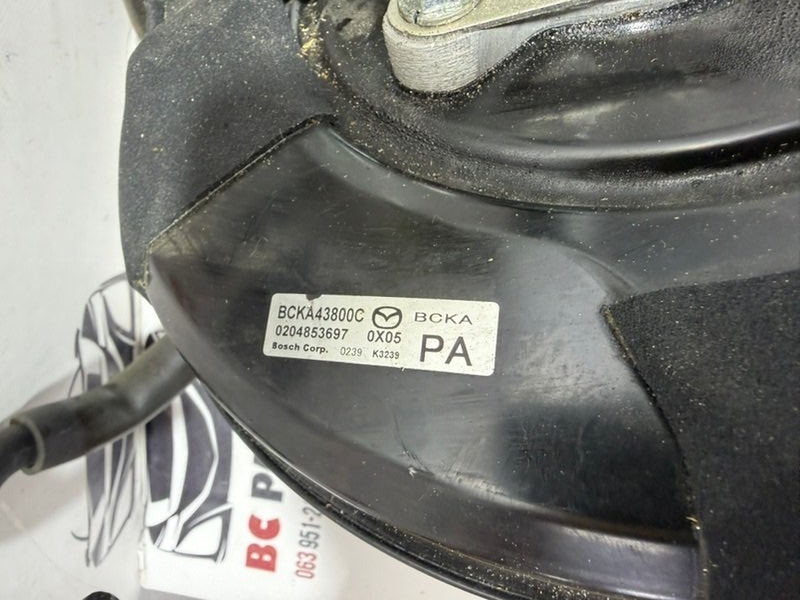 BCKA43800C BCKA
0204853697 0X05
Bosch Corp. 0239 K3239 PA
BC P
063 951-2